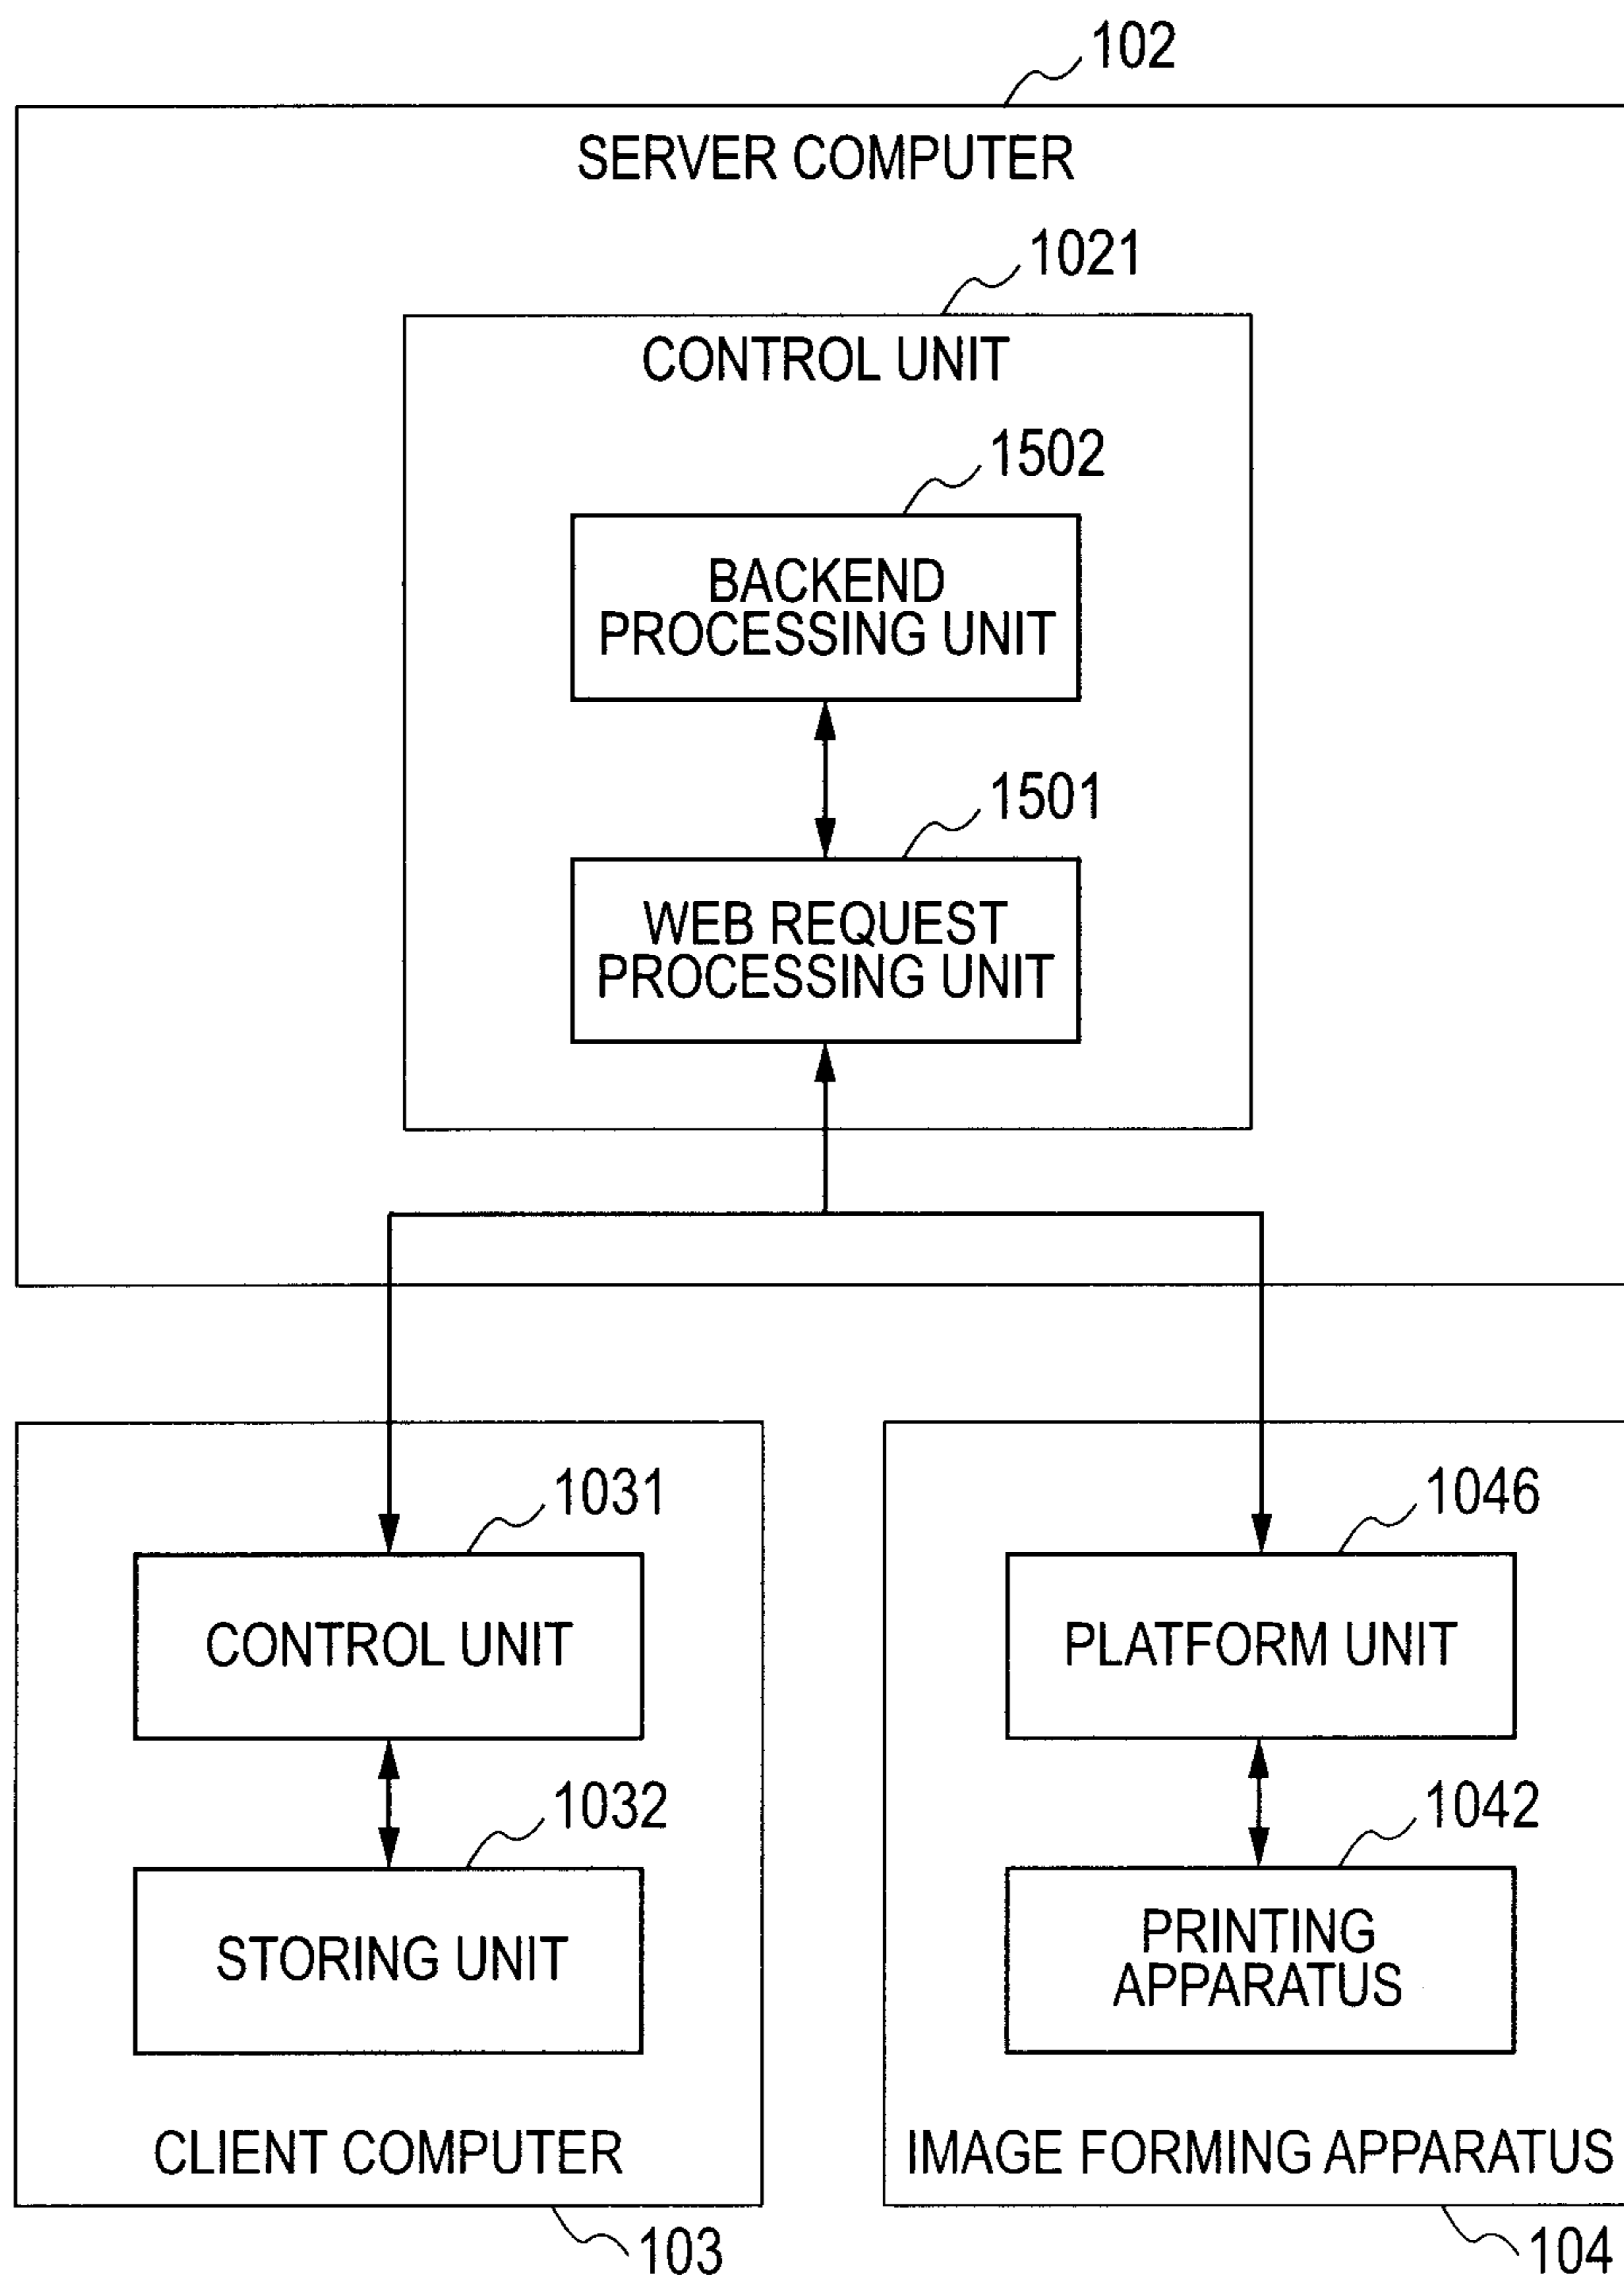 102
SERVER COMPUTER
1021
CONTROL UNIT
1502
BACKEND
PROCESSING UNIT
1501
WEB REQUEST
PROCESSING UNIT
1031
CONTROL UNIT
1032
STORING UNIT
CLIENT COMPUTER
103
1046
PLATFORM UNIT
1042
PRINTING
APPARATUS
IMAGE FORMING APPARATUS
104